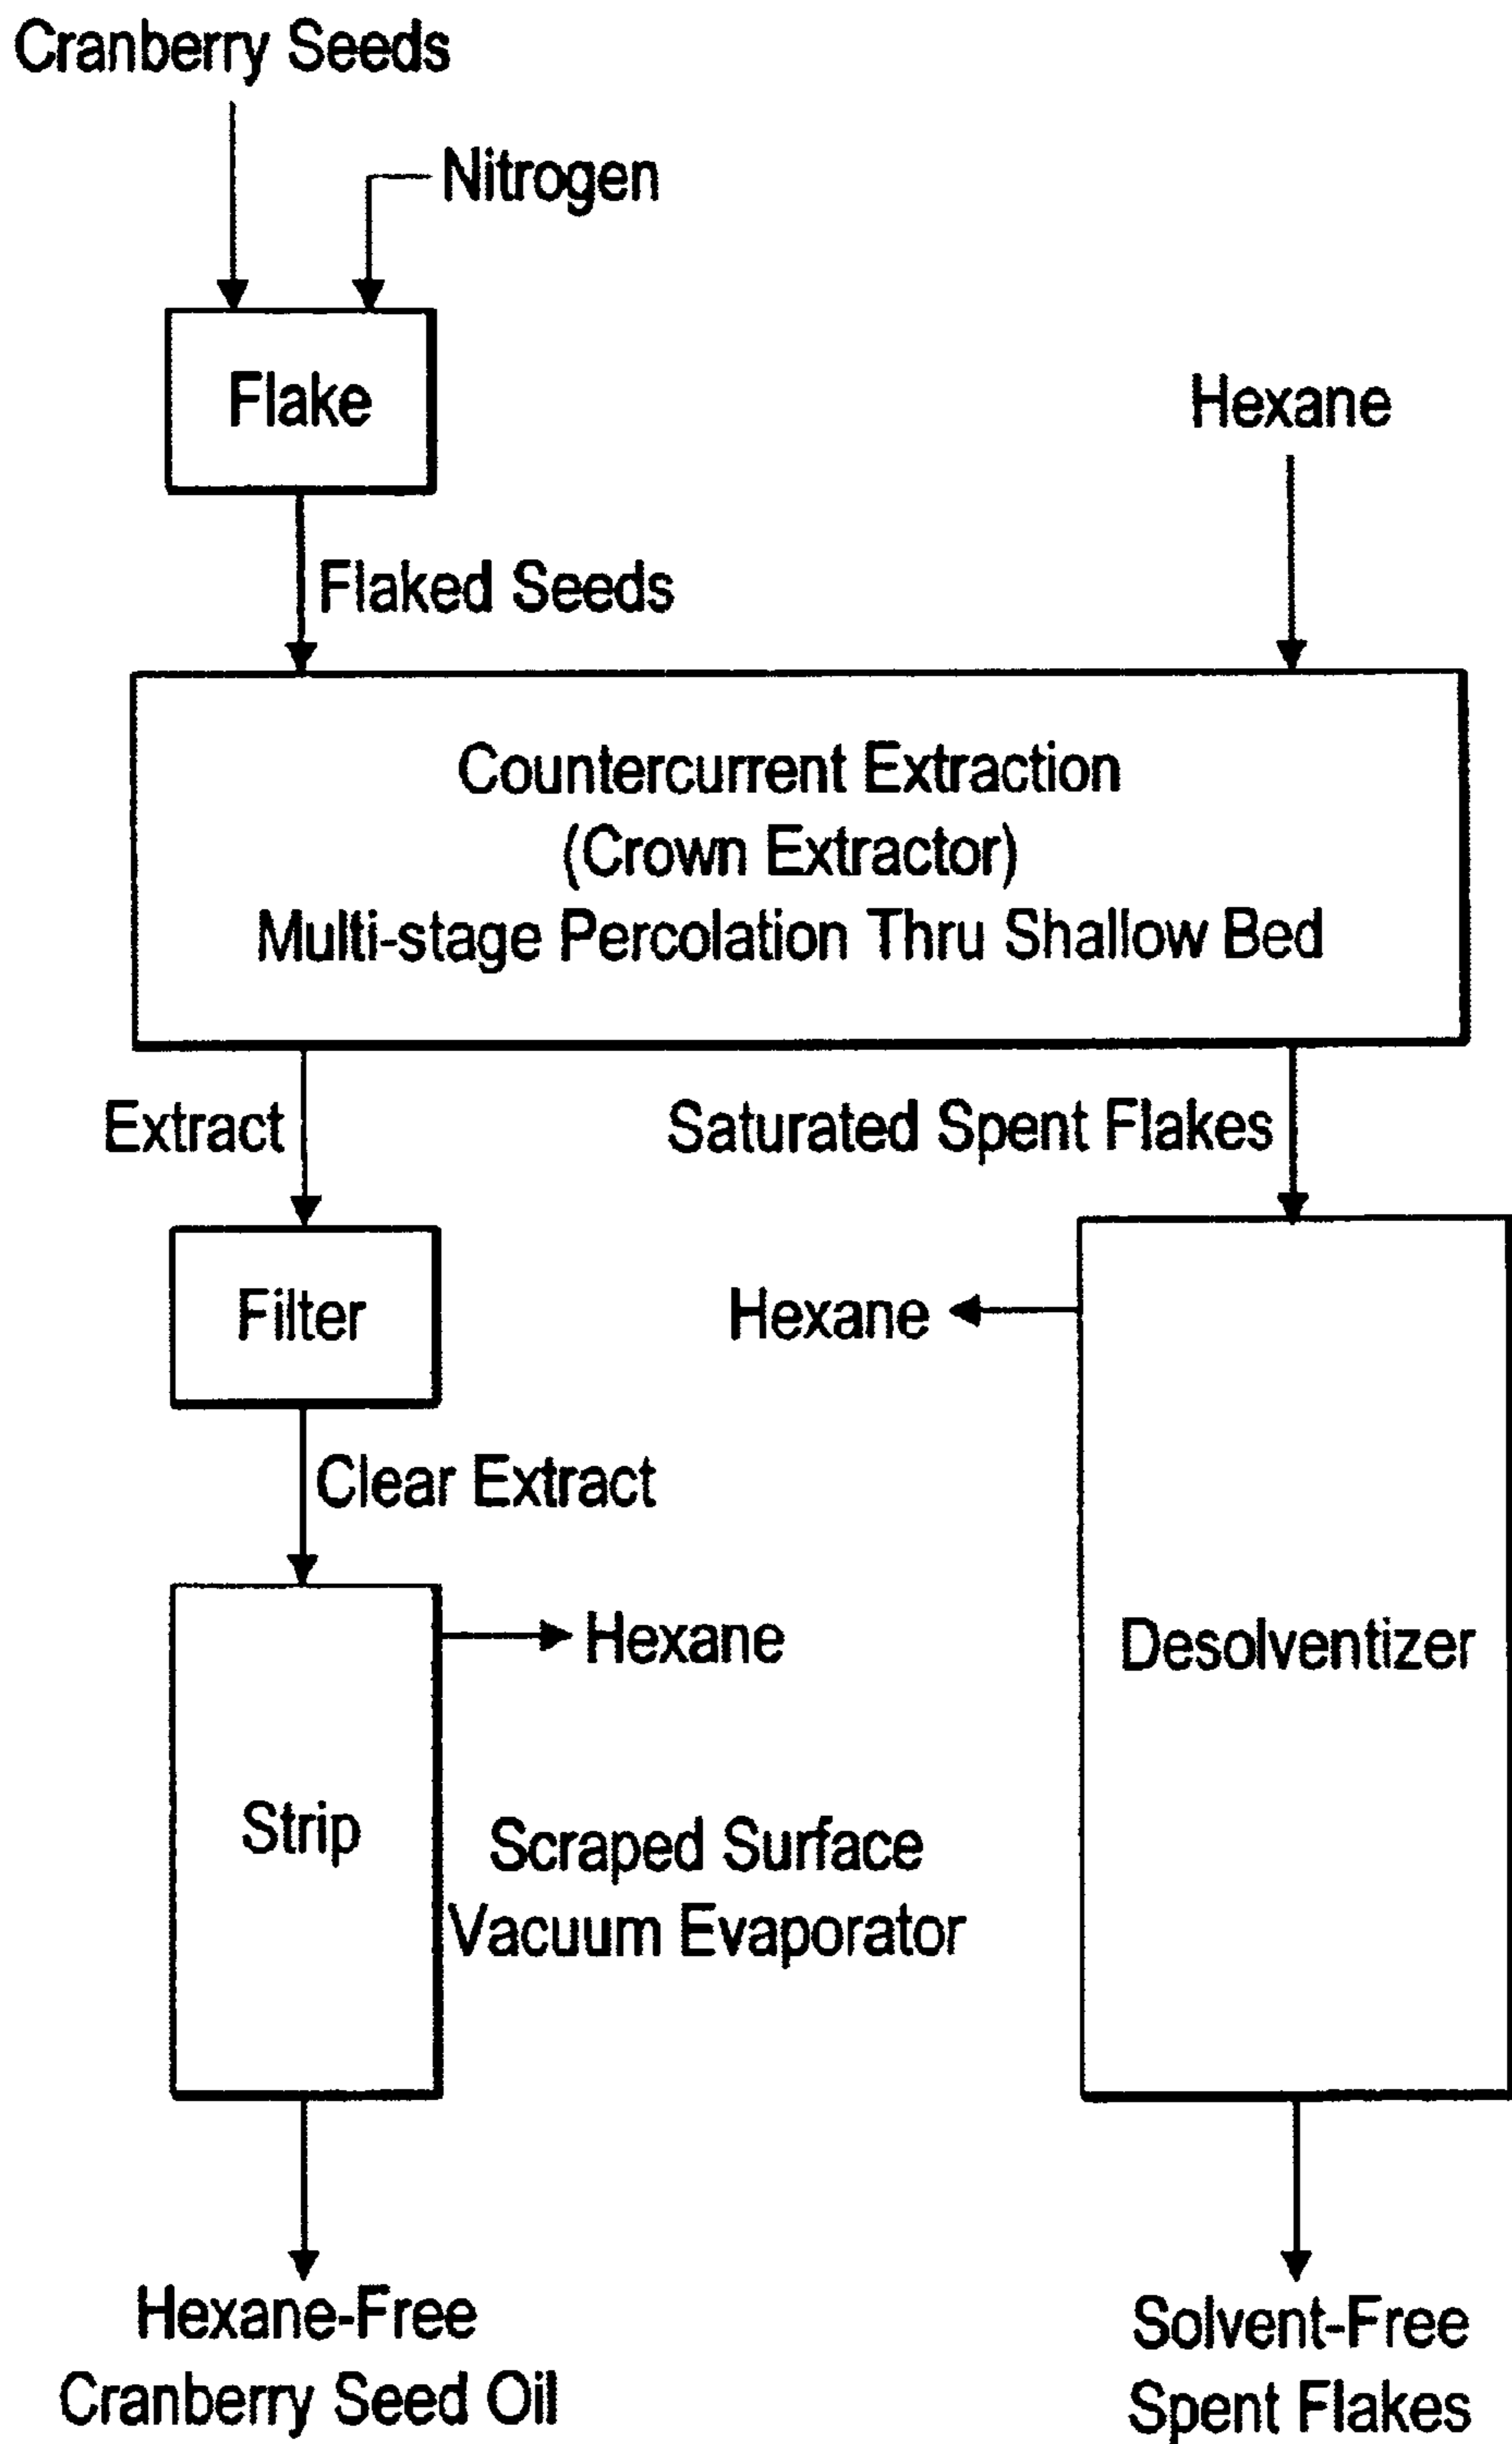 Cranberry Seeds
Nitrogen
Flake
Hexane
Flaked Seeds
Countercurrent Extraction
(Crown Extractor)
Multi-stage Percolation Thru Shallow Bed
Extract
Saturated Spent Flakes
Filter
Hexane
Clear Extract
Hexane
Desolventizer
Strip
Scraped Surface
Vacuum Evaporator
Hexane-Free
Cranberry Seed Oil
Solvent-Free
Spent Flakes